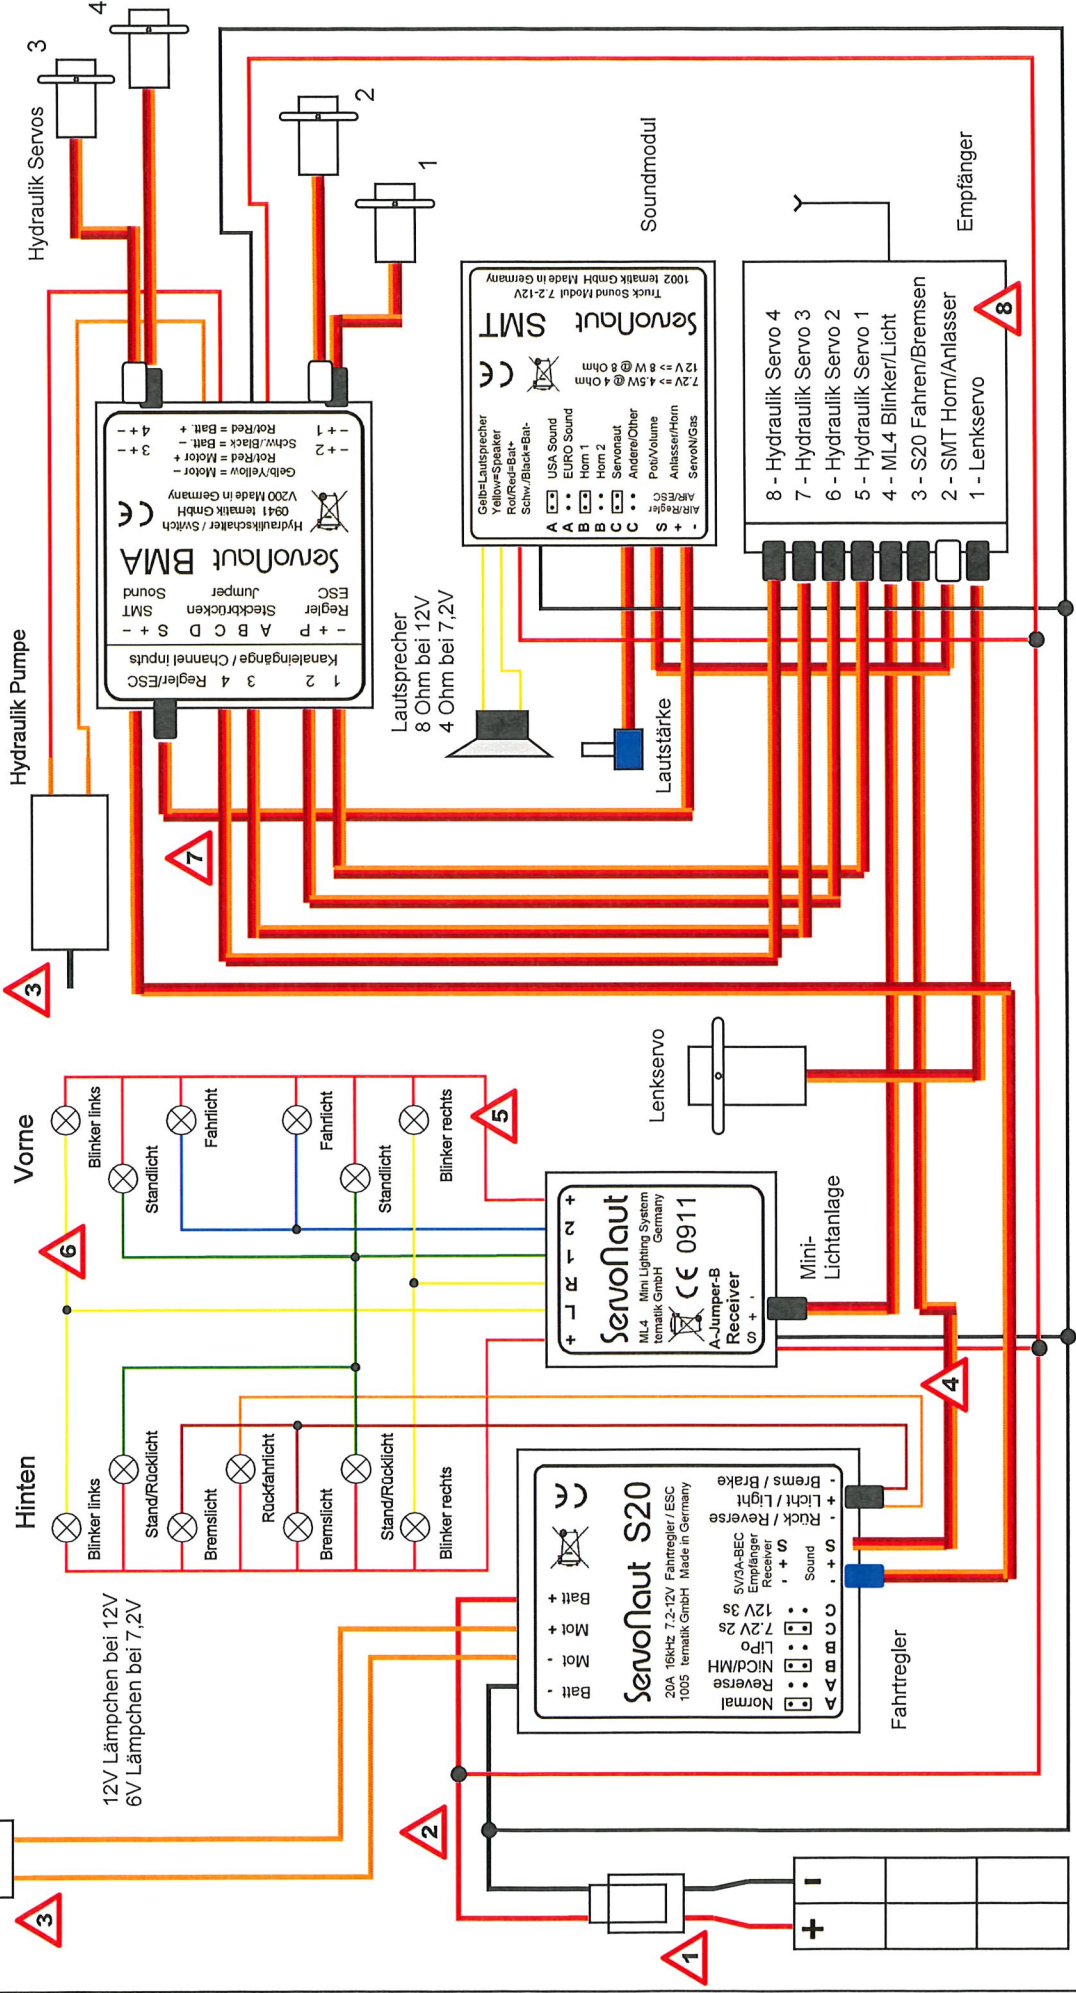 Hydraulik Servos
3
4
2
1
Hydraulik Pumpe
3
Kanaleingänge / Channel inputs
1 2 3 4 Regler/ESC
- + P A B C D S + -
Regler Steckbrücken SMT
ESC Jumper Sound
ServoNaut BMA
Hydraulikschalter / Switch
0941 tematik GmbH
V200 Made in Germany
CE
Gelb/Yellow = Motor -
Rot/Red = Motor +
Schw./Black = Batt. -
Rot/Red = Batt. +
- + 2
- + 1
3 + -
4 + -
7
Lautsprecher
8 Ohm bei 12V
4 Ohm bei 7,2V
Lautstärke
Soundmodul
Gelb=Lautsprecher
Yellow=Speaker
Rot/Red=Bat+
Schw./Black=Bat-
A USA Sound
A EURO Sound
B Horn 1
B Horn 2
C Servonaut
C Andere/Other
S Poti/Volume
+ Anlasser/Horn
- ServoN/Gas
AIR/Regler
AIR/ESC
CE
7.2V => 4.5W @ 4 Ohm
12 V => 8 W @ 8 Ohm
ServoNaut SMT
Truck Sound Modul 7.2-12V
1002 tematik GmbH Made in Germany
Empfänger
8 - Hydraulik Servo 4
7 - Hydraulik Servo 3
6 - Hydraulik Servo 2
5 - Hydraulik Servo 1
4 - ML4 Blinker/Licht
3 - S20 Fahren/Bremsen
2 - SMT Horn/Anlasser
1 - Lenkservo
8
Vorne
Blinker links
Standlicht
Fahrlicht
Fahrlicht
Standlicht
Blinker rechts
5
6
Lenkservo
Hinten
Blinker links
Stand/Rücklicht
Bremslicht
Rückfahrlicht
Bremslicht
Stand/Rücklicht
Blinker rechts
+ L R 1 2 +
ServoNaut
ML4 Mini Lighting System
tematik GmbH Germany
CE 0911
A-Jumper-B
Receiver
S + -
Mini-
Lichtanlage
4
12V Lämpchen bei 12V
6V Lämpchen bei 7,2V
3
2
1
+ -
Batt - Mot - Mot + Batt +
CE
ServoNaut S20
20A 16kHz 7.2-12V Fahrtregler / ESC
1005 tematik GmbH Made in Germany
A Normal
A Reverse
B NiCd/MH
B LiPo
C 7.2V 2s
C 12V 3s
5V/3A-BEC
Empfänger
Receiver
- + S
Sound
- + S
- Rück / Reverse
+ Licht / Light
- Brems / Brake
Fahrtregler